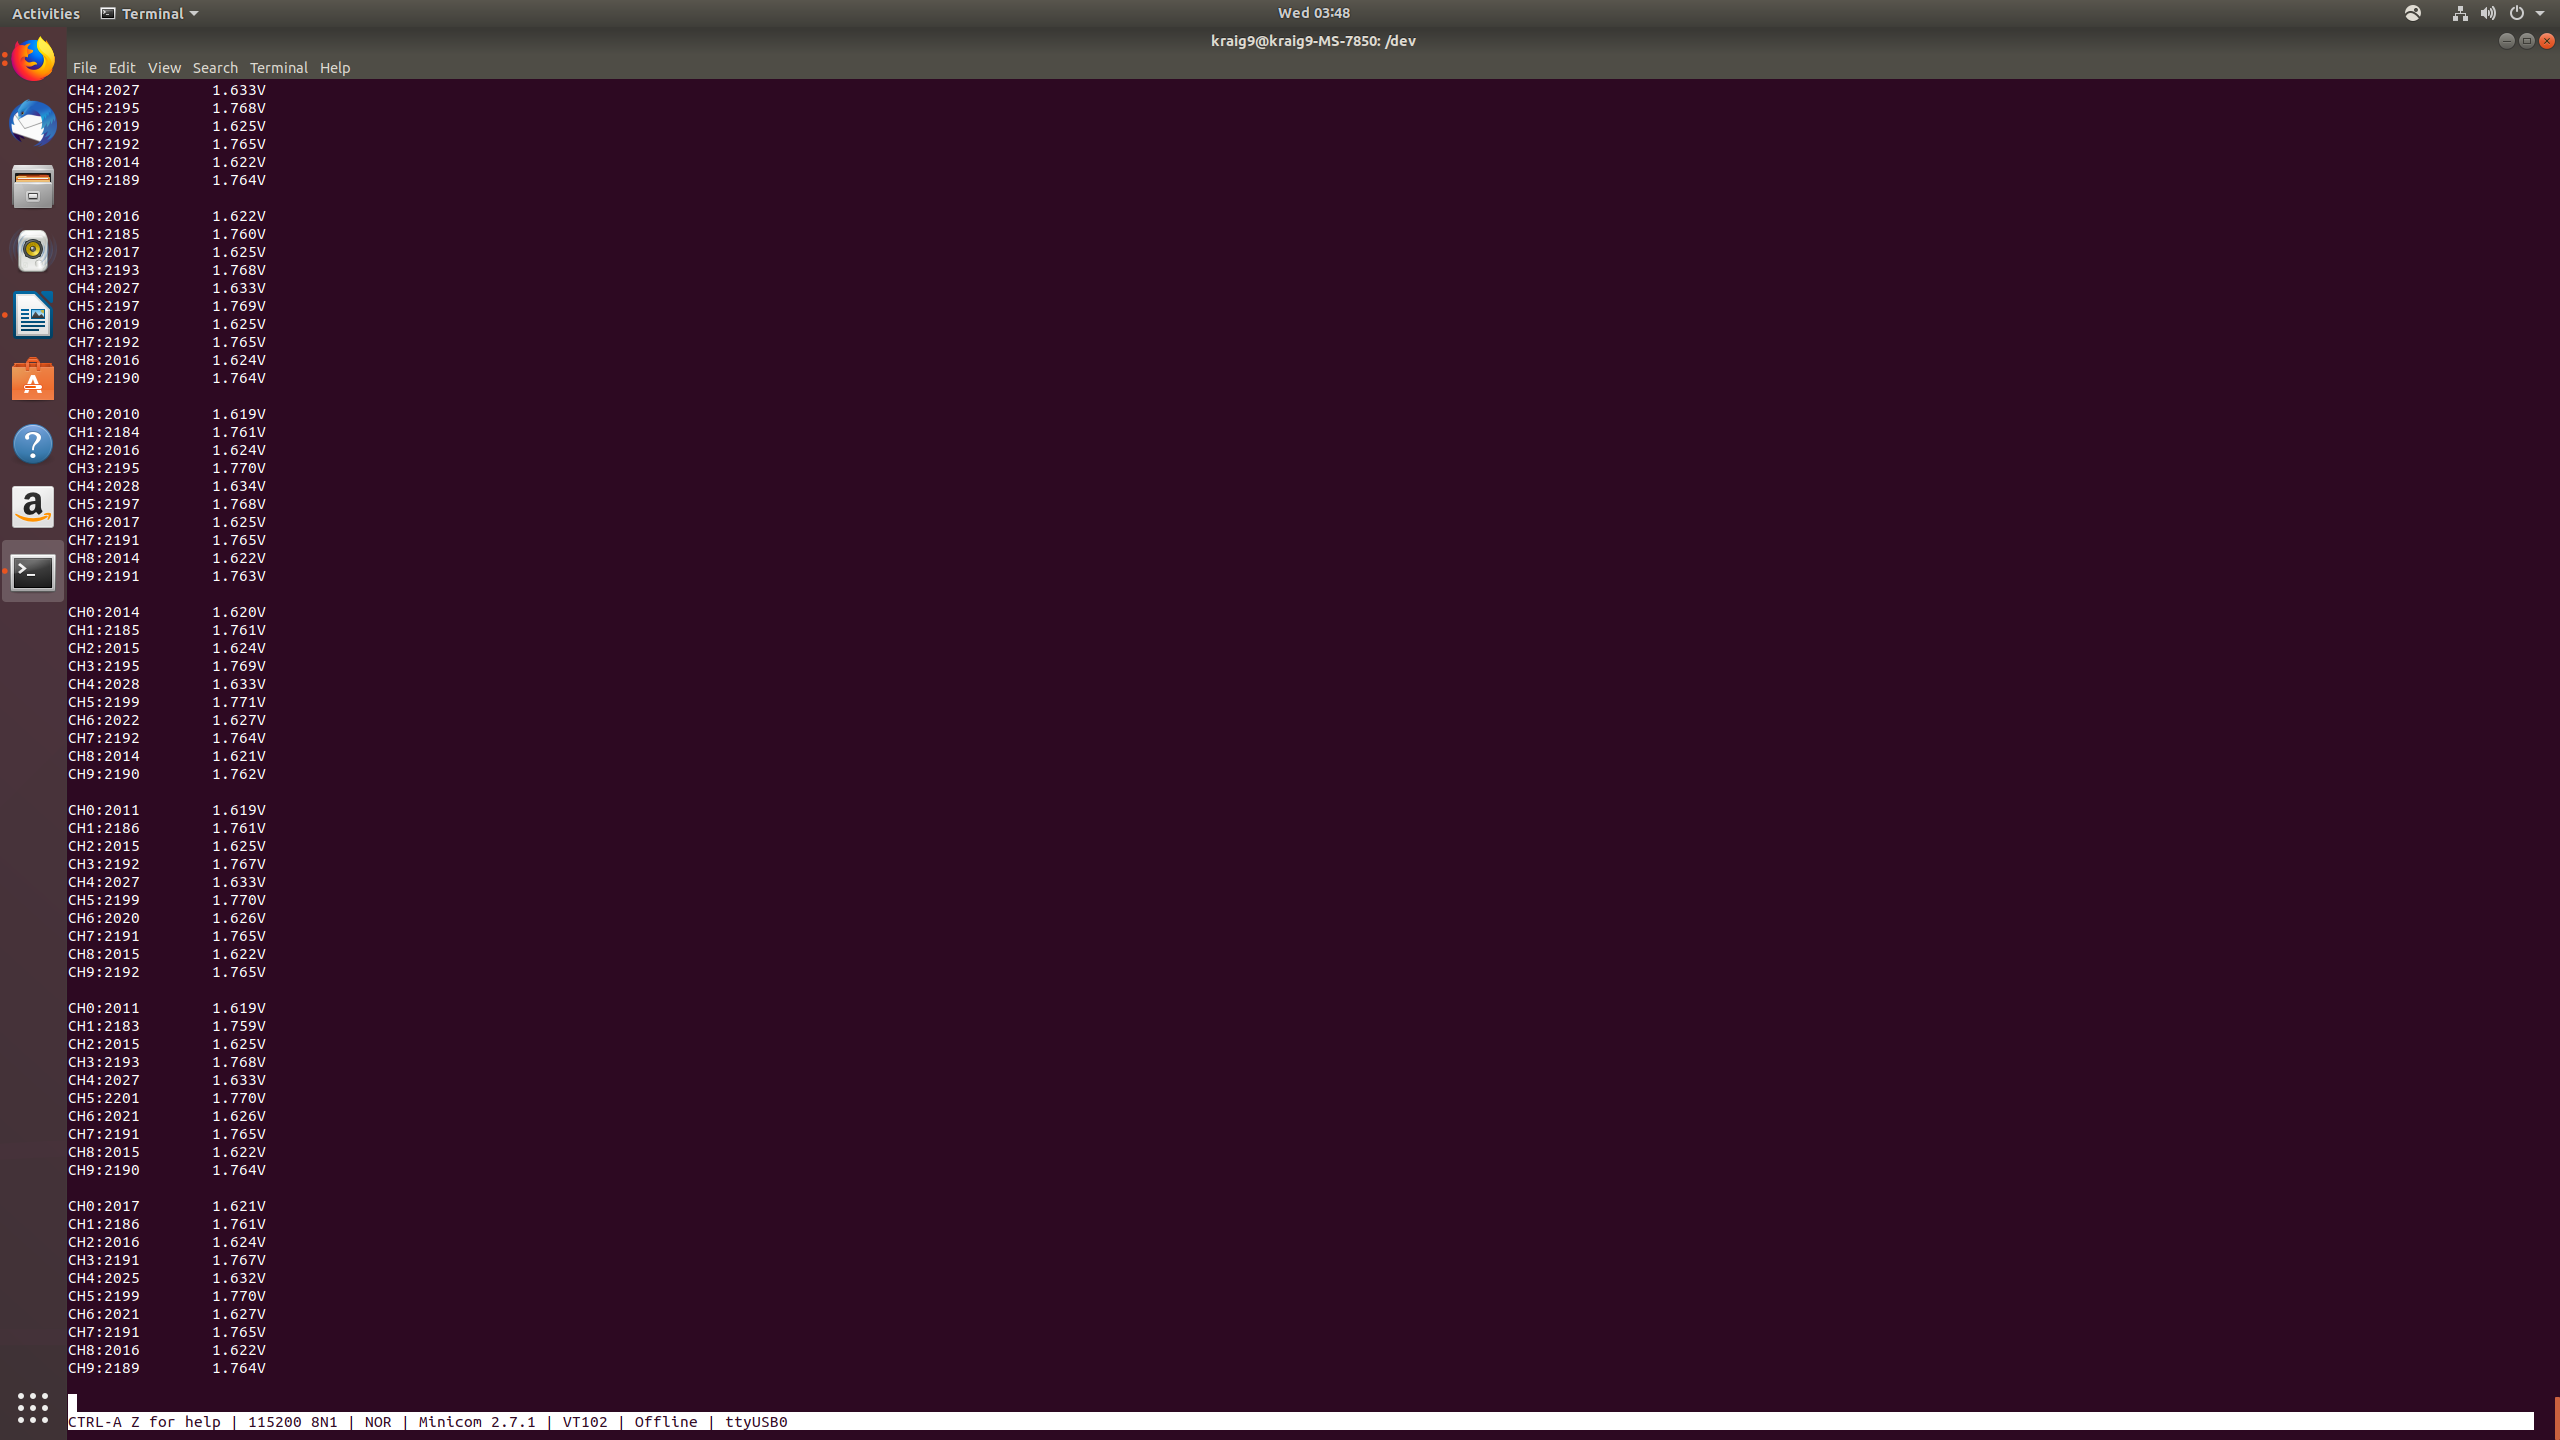 Activities Terminal Wed 03:48
kraig9@kraig9-MS-7850: /dev
File Edit View Search Terminal Help
CH4:2027 1.633V
CH5:2195 1.768V
CH6:2019 1.625V
CH7:2192 1.765V
CH8:2014 1.622V
CH9:2189 1.764V
CH0:2016 1.622V
CH1:2185 1.760V
CH2:2017 1.625V
CH3:2193 1.768V
CH4:2027 1.633V
CH5:2197 1.769V
CH6:2019 1.625V
CH7:2192 1.765V
CH8:2016 1.624V
CH9:2190 1.764V
CH0:2010 1.619V
CH1:2184 1.761V
CH2:2016 1.624V
CH3:2195 1.770V
CH4:2028 1.634V
CH5:2197 1.768V
CH6:2017 1.625V
CH7:2191 1.765V
CH8:2014 1.622V
CH9:2191 1.763V
CH0:2014 1.620V
CH1:2185 1.761V
CH2:2015 1.624V
CH3:2195 1.769V
CH4:2028 1.633V
CH5:2199 1.771V
CH6:2022 1.627V
CH7:2192 1.764V
CH8:2014 1.621V
CH9:2190 1.762V
CH0:2011 1.619V
CH1:2186 1.761V
CH2:2015 1.625V
CH3:2192 1.767V
CH4:2027 1.633V
CH5:2199 1.770V
CH6:2020 1.626V
CH7:2191 1.765V
CH8:2015 1.622V
CH9:2192 1.765V
CH0:2011 1.619V
CH1:2183 1.759V
CH2:2015 1.625V
CH3:2193 1.768V
CH4:2027 1.633V
CH5:2201 1.770V
CH6:2021 1.626V
CH7:2191 1.765V
CH8:2015 1.622V
CH9:2190 1.764V
CH0:2017 1.621V
CH1:2186 1.761V
CH2:2016 1.624V
CH3:2191 1.767V
CH4:2025 1.632V
CH5:2199 1.770V
CH6:2021 1.627V
CH7:2191 1.765V
CH8:2016 1.622V
CH9:2189 1.764V
CTRL-A Z for help | 115200 8N1 | NOR | Minicom 2.7.1 | VT102 | Offline | ttyUSB0